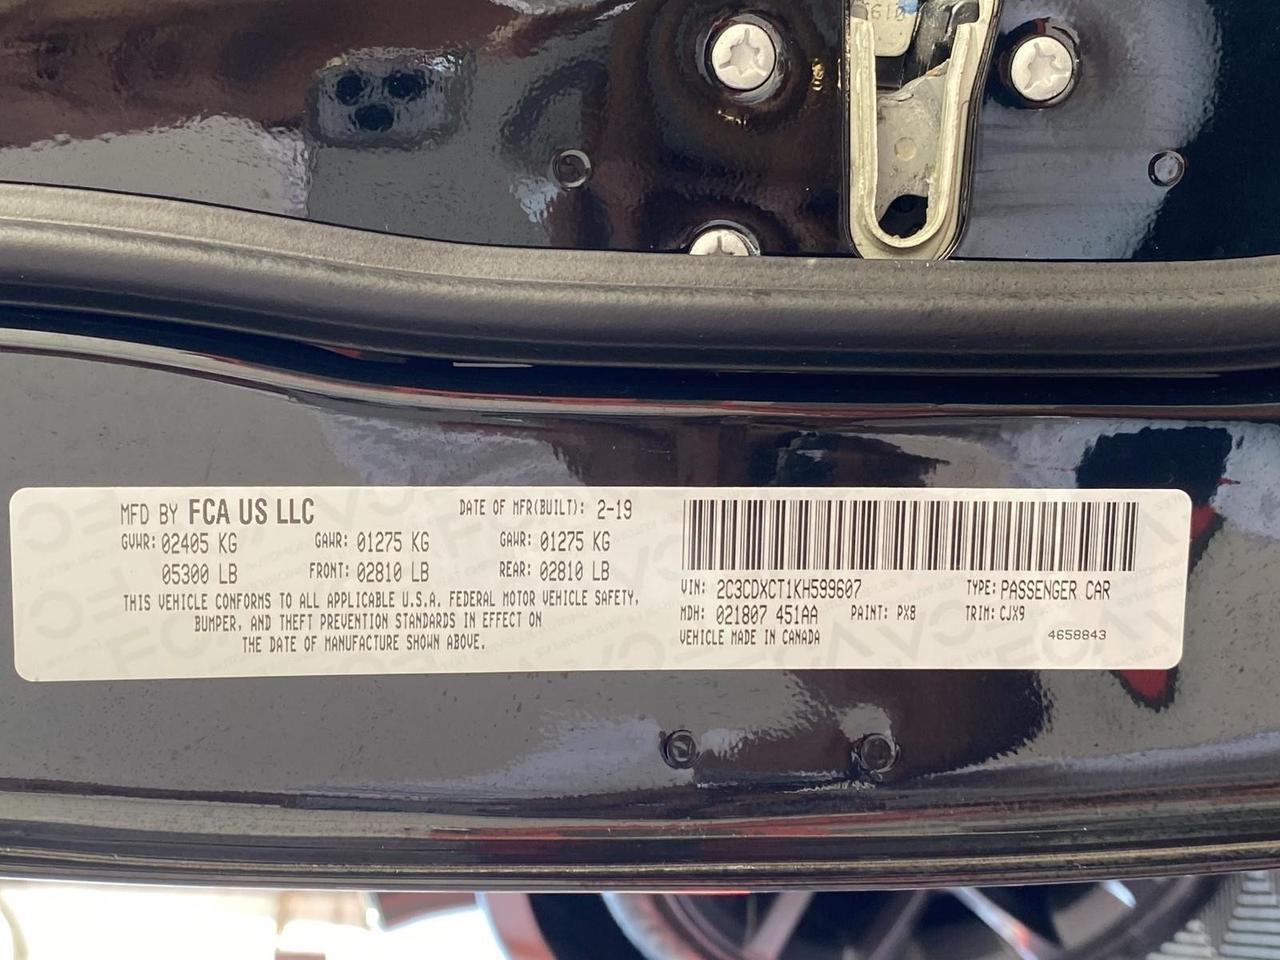 MFD BY FCA US LLC DATE OF MFR(BUILT): 2-19
GVWR: 02405 KG GAWR: 01275 KG GAWR: 01275 KG
05300 LB FRONT: 02810 LB REAR: 02810 LB
THIS VEHICLE CONFORMS TO ALL APPLICABLE U.S.A. FEDERAL MOTOR VEHICLE SAFETY,
BUMPER, AND THEFT PREVENTION STANDARDS IN EFFECT ON
THE DATE OF MANUFACTURE SHOWN ABOVE.
VIN: 2C3CDXCT1KH599607 TYPE: PASSENGER CAR
MDH: 021807 451AA PAINT: PX8 TRIM: CJX9
VEHICLE MADE IN CANADA 4658843